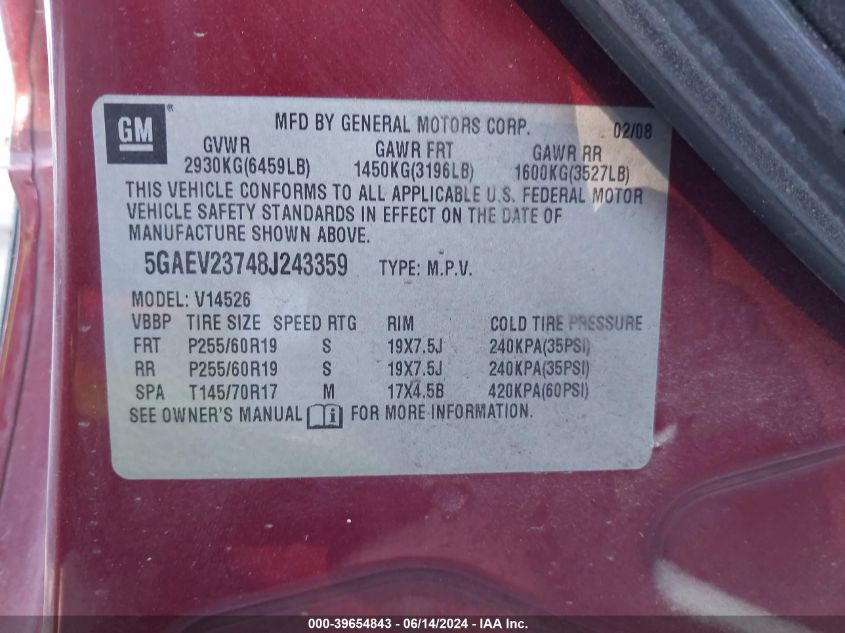 GM ® MFD BY GENERAL MOTORS CORP. 02/08
GVWR GAWR FRT GAWR RR
2930KG(6459LB) 1450KG(3196LB) 1600KG(3527LB)
THIS VEHICLE CONFORMS TO ALL APPLICABLE U.S. FEDERAL MOTOR
VEHICLE SAFETY STANDARDS IN EFFECT ON THE DATE OF
MANUFACTURE SHOWN ABOVE.
5GAEV23748J243359 TYPE: M.P.V.
MODEL: V14526
VBBP TIRE SIZE SPEED RTG RIM COLD TIRE PRESSURE
FRT P255/60R19 S 19X7.5J 240KPA(35PSI)
RR P255/60R19 S 19X7.5J 240KPA(35PSI)
SPA T145/70R17 M 17X4.5B 420KPA(60PSI)
SEE OWNER'S MANUAL FOR MORE INFORMATION.
000-39654843 - 06/14/2024 - IAA Inc.